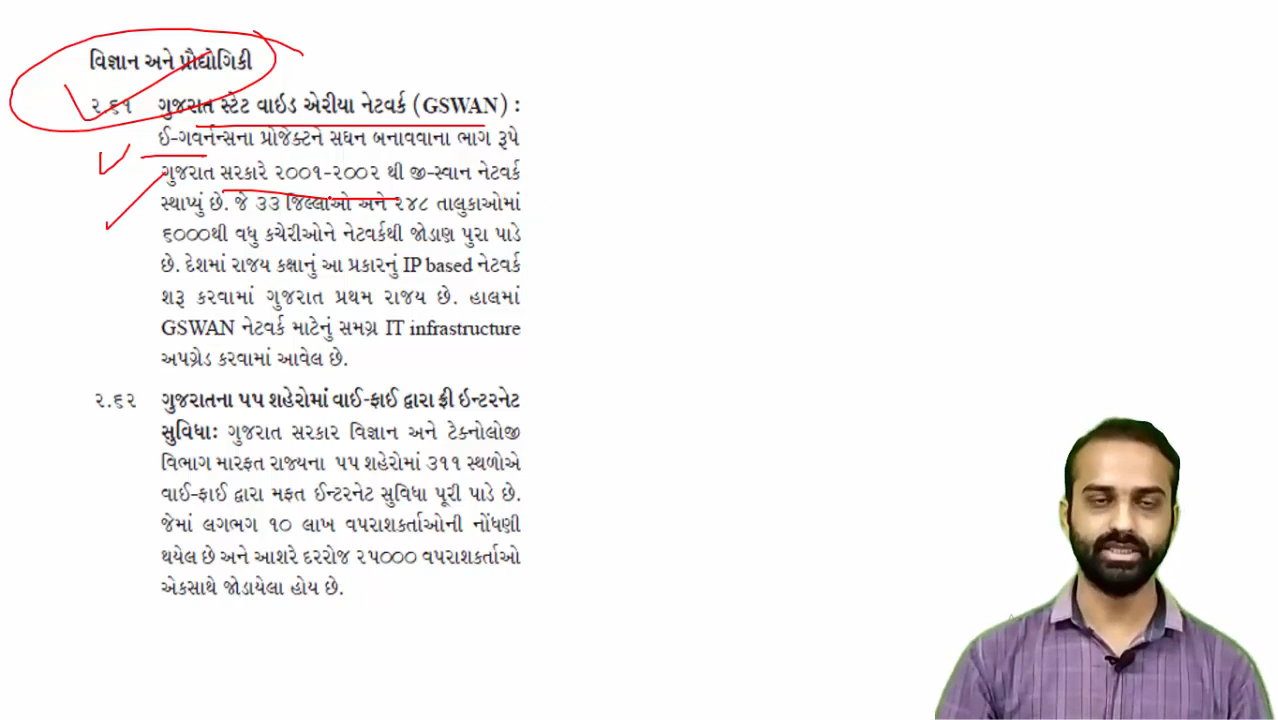 વિજ્ઞાન અને પ્રૌદ્યોગિકી
૨.૬૧ ગુજરાત સ્ટેટ વાઇડ એરીયા નેટવર્ક (GSWAN) :
ઈ-ગવર્નન્સના પ્રોજેક્ટને સઘન બનાવવાના ભાગ રૂપે
ગુજરાત સરકારે ૨૦૦૧-૨૦૦૨ થી જી-સ્વાન નેટવર્ક
સ્થાપ્યું છે. જે ૩૩ જિલ્લાઓ અને ૨૪૮ તાલુકાઓમાં
૬૦૦૦થી વધુ કચેરીઓને નેટવર્કથી જોડાણ પુરા પાડે
છે. દેશમાં રાજય કક્ષાનું આ પ્રકારનું IP based નેટવર્ક
શરૂ કરવામાં ગુજરાત પ્રથમ રાજય છે. હાલમાં
GSWAN નેટવર્ક માટેનું સમગ્ર IT infrastructure
અપગ્રેડ કરવામાં આવેલ છે.
૨.૬૨ ગુજરાતના ૫૫ શહેરોમાં વાઈ-ફાઈ દ્વારા ફ્રી ઇન્ટરનેટ
સુવિધાઃ ગુજરાત સરકાર વિજ્ઞાન અને ટેક્નોલોજી
વિભાગ મારફત રાજ્યના ૫૫ શહેરોમાં ૩૧૧ સ્થળોએ
વાઈ-ફાઈ દ્વારા મફત ઈન્ટરનેટ સુવિધા પૂરી પાડે છે.
જેમાં લગભગ ૧૦ લાખ વપરાશકર્તાઓની નોંધણી
થયેલ છે અને આશરે દરરોજ ૨૫૦૦૦ વપરાશકર્તાઓ
એકસાથે જોડાયેલા હોય છે.